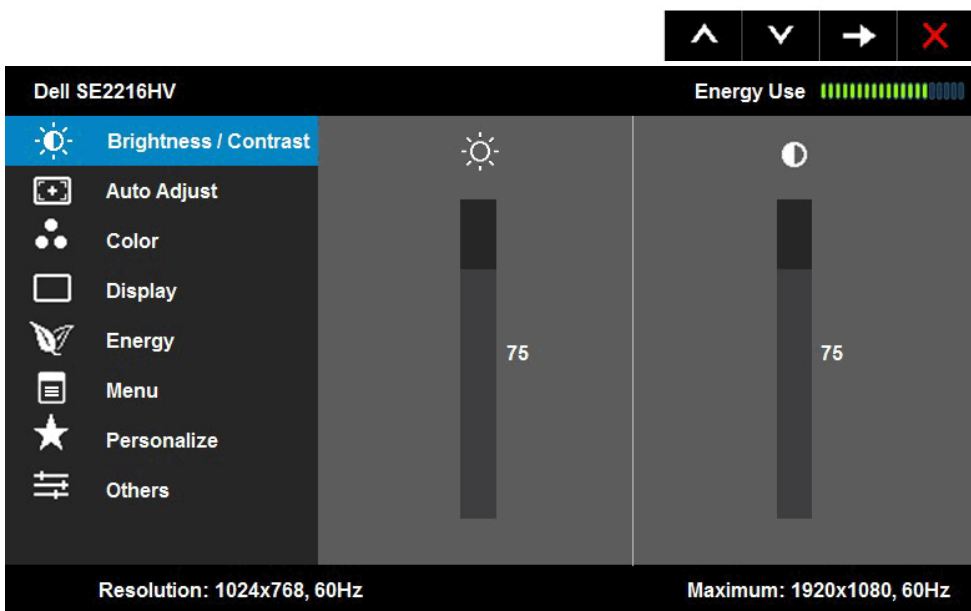 Dell SE2216HV
Energy Use
Brightness / Contrast
Auto Adjust
Color
Display
Energy
75
75
Menu
Personalize
Others
Resolution: 1024x768, 60Hz
Maximum: 1920x1080, 60Hz